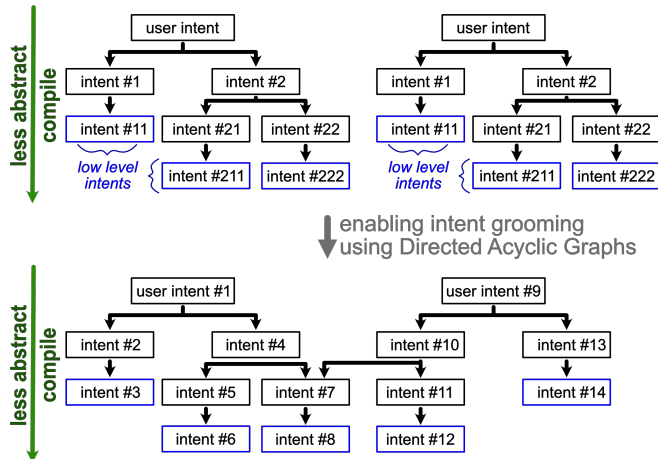 user intent
user intent
intent #1
intent #2
intent #1
intent #2
intent #11
intent #21
intent #22
intent #11
intent #21
intent #22
low level
intents
intent #211
intent #222
low level
intents
intent #211
intent #222
less abstract
compile
enabling intent grooming
using Directed Acyclic Graphs
user intent #1
user intent #9
intent #2
intent #4
intent #10
intent #13
intent #3
intent #5
intent #7
intent #11
intent #14
intent #6
intent #8
intent #12
less abstract
compile